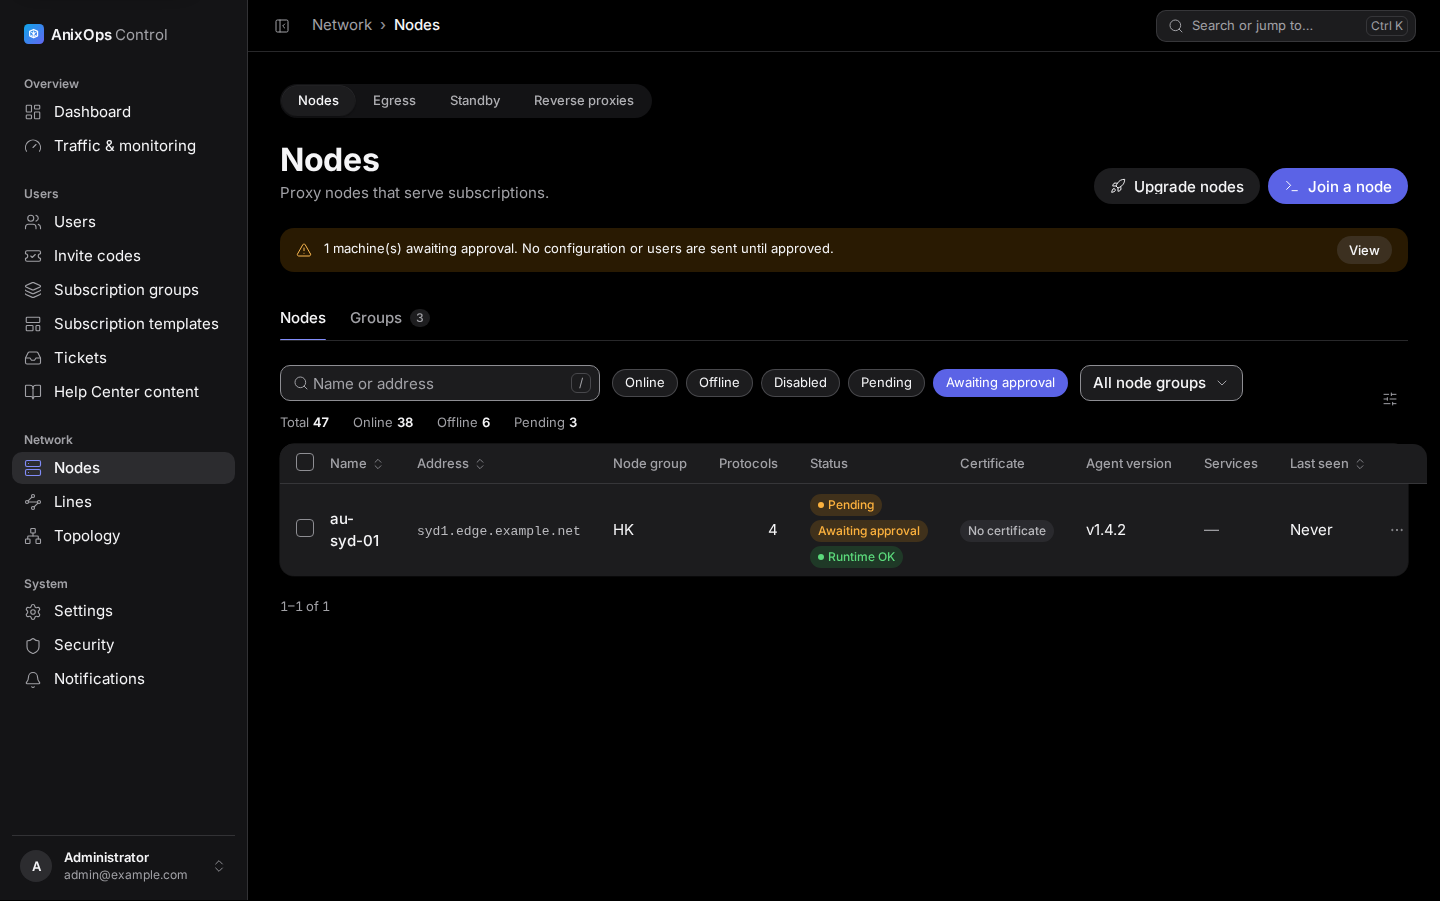 AnixOps Control
Network › Nodes
Search or jump to...
Ctrl K
Overview
Dashboard
Traffic & monitoring
Users
Users
Invite codes
Subscription groups
Subscription templates
Tickets
Help Center content
Network
Nodes
Lines
Topology
System
Settings
Security
Notifications
A
Administrator
admin@example.com
Nodes Egress Standby Reverse proxies
Nodes
Proxy nodes that serve subscriptions.
Upgrade nodes
Join a node
1 machine(s) awaiting approval. No configuration or users are sent until approved.
View
Nodes Groups 3
Name or address /
Online Offline Disabled Pending Awaiting approval
All node groups
Total 47 Online 38 Offline 6 Pending 3
Name Address Node group Protocols Status Certificate Agent version Services Last seen
au-
syd-01
syd1.edge.example.net
HK
4
Pending
Awaiting approval
Runtime OK
No certificate
v1.4.2
—
Never
1–1 of 1